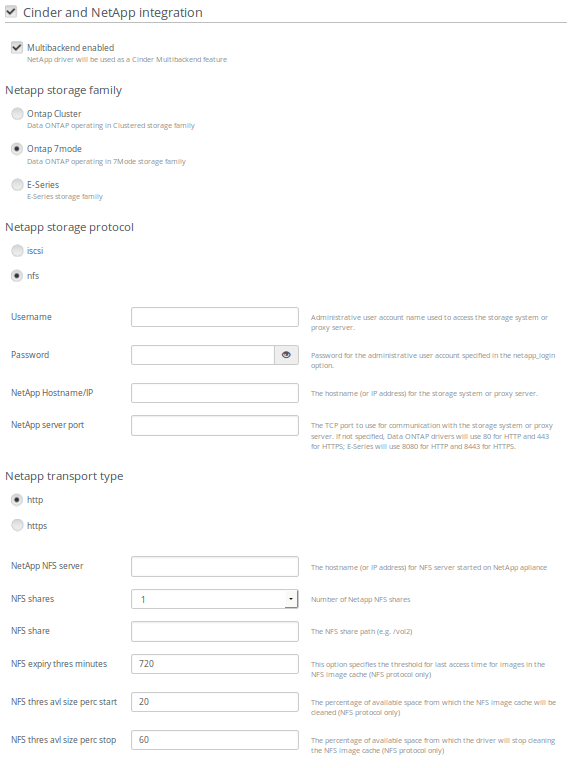 Cinder and NetApp integration
Multibackend enabled
NetApp driver will be used as a Cinder Multibackend feature
Netapp storage family
Ontap Cluster
Data ONTAP operating in Clustered storage family
Ontap 7mode
Data ONTAP operating in 7Mode storage family
E-Series
E-Series storage family
Netapp storage protocol
iscsi
nfs
Username
Administrative user account name used to access the storage system or
proxy server.
Password
Password for the administrative user account specified in the netapp_login
option.
NetApp Hostname/IP
The hostname (or IP address) for the storage system or proxy server.
NetApp server port
The TCP port to use for communication with the storage system or proxy
server. If not specified, Data ONTAP drivers will use 80 for HTTP and 443
for HTTPS; E-Series will use 8080 for HTTP and 8443 for HTTPS.
Netapp transport type
http
https
NetApp NFS server
The hostname (or IP address) for NFS server started on NetApp apliance
NFS shares
1
Number of Netapp NFS shares
NFS share
The NFS share path (e.g. /vol2)
NFS expiry thres minutes
720
This option specifies the threshold for last access time for images in the
NFS image cache (NFS protocol only)
NFS thres avl size perc start
20
The percentage of available space from which the NFS image cache will be
cleaned (NFS protocol only)
NFS thres avl size perc stop
60
The percentage of available space from which the driver will stop cleaning
the NFS image cache (NFS protocol only)